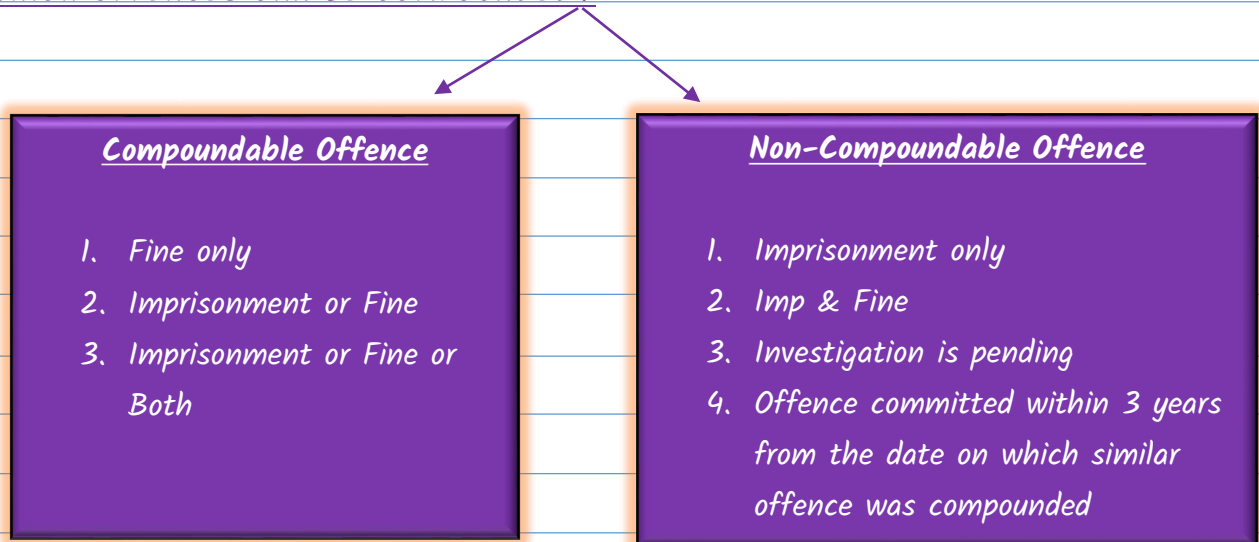 Compoundable Offence
Non-Compoundable Offence
1. Fine only
2. Imprisonment or Fine
3. Imprisonment or Fine or
Both
1. Imprisonment only
2. Imp & Fine
3. Investigation is pending
4. Offence committed within 3 years
from the date on which similar
offence was compounded